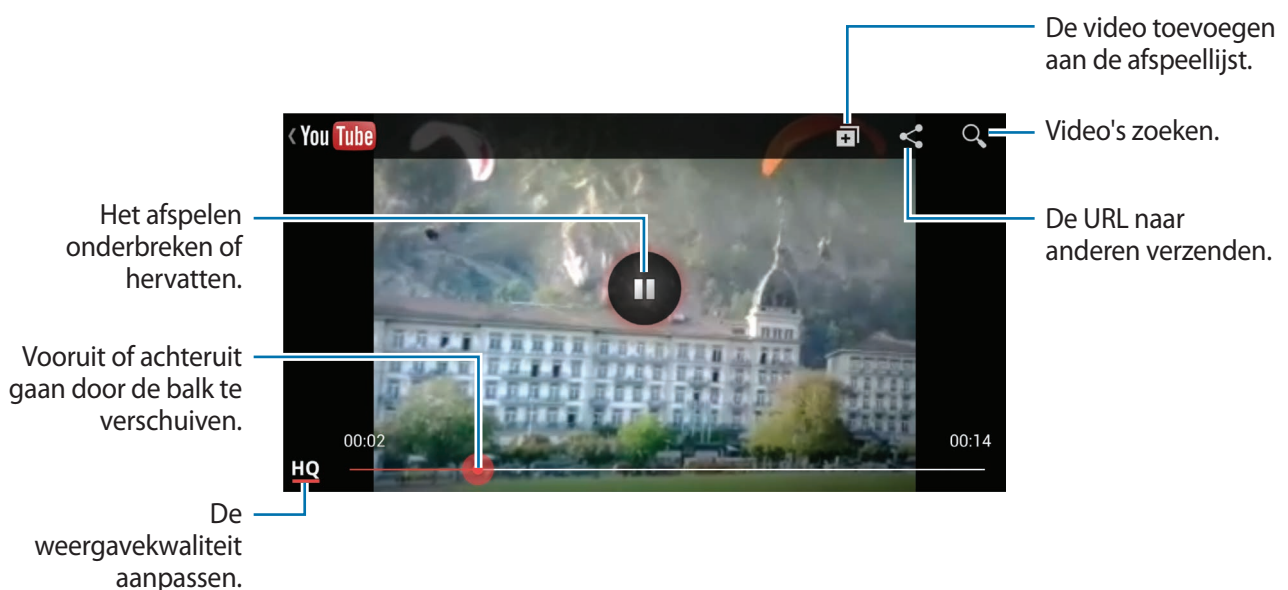 De video toevoegen
aan de afspeellijst.
You Tube
Video's zoeken.
De URL naar
anderen verzenden.
Het afspelen
onderbreken of
hervatten.
Vooruit of achteruit
gaan door de balk te
verschuiven.
00:02
00:14
HQ
De
weergavekwaliteit
aanpassen.